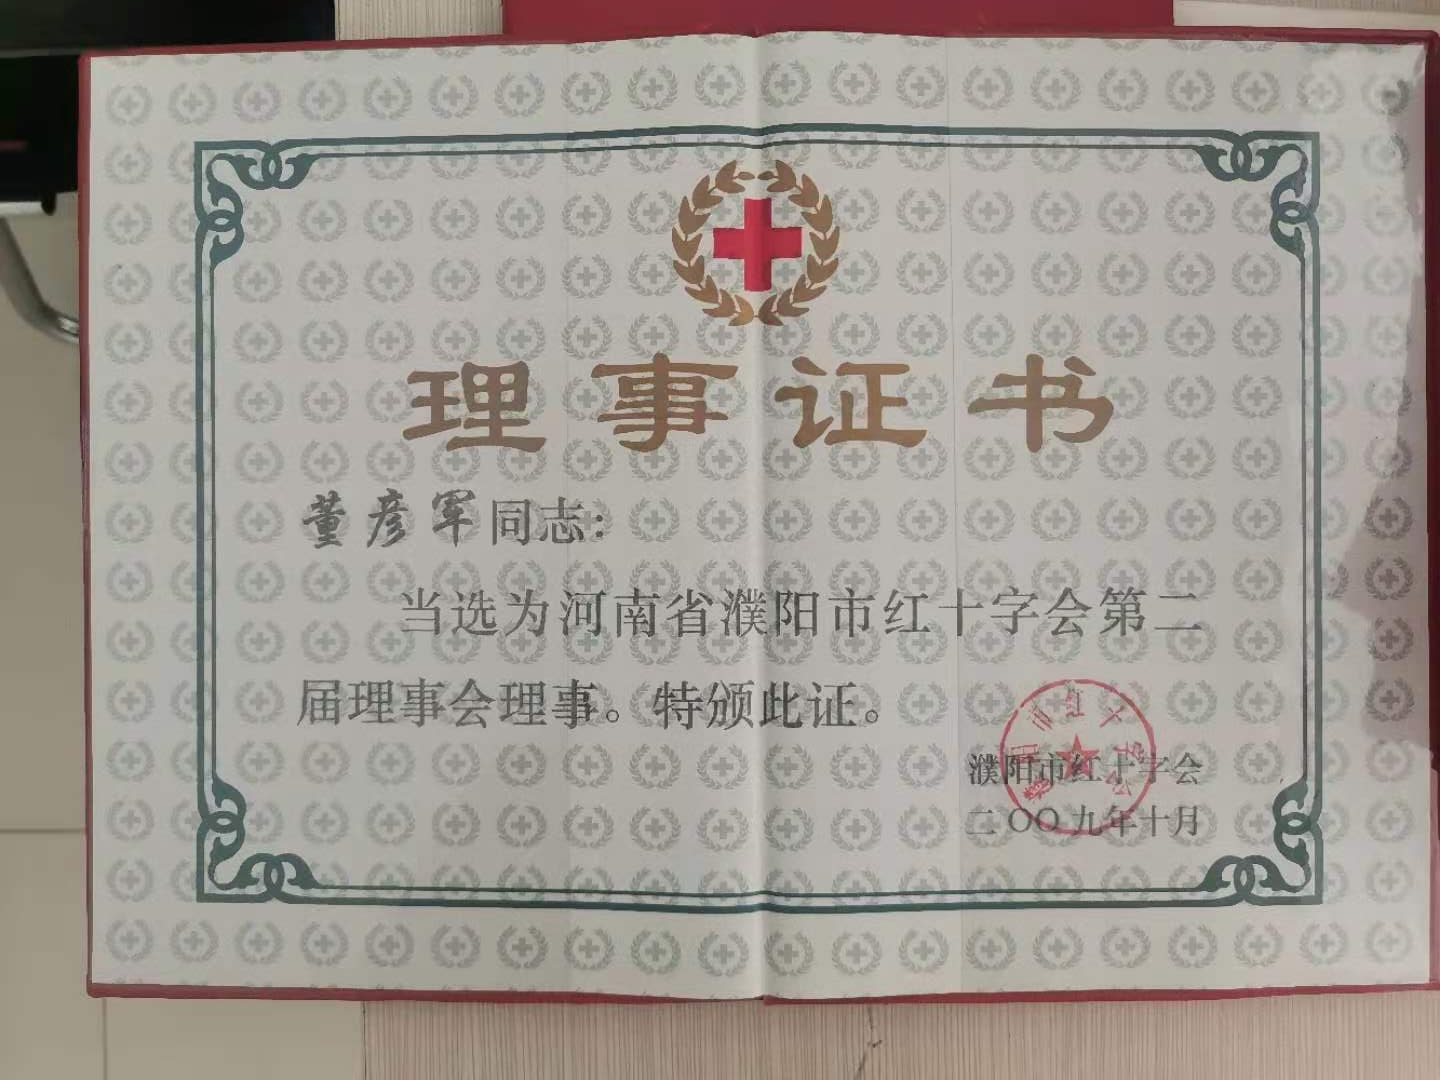 理事证书
董彦军同志：
当选为河南省濮阳市红十字会第二
届理事会理事。特颁此证。
濮阳市红十字会
二〇〇九年十月